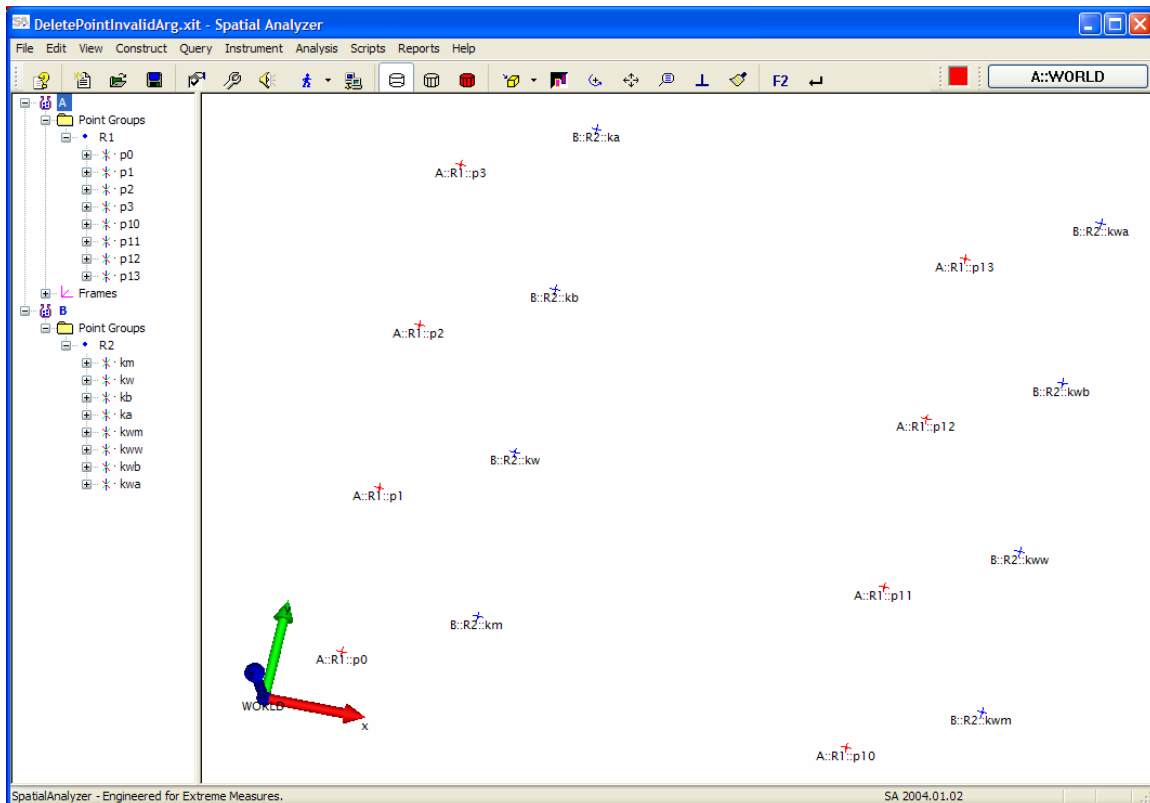 DeletePointInvalidArg.xit - Spatial Analyzer
File Edit View Construct Query Instrument Analysis Scripts Reports Help
F2 A::WORLD
A
Point Groups
R1
p0
p1
p2
p3
p10
p11
p12
p13
Frames
B
Point Groups
R2
km
kw
kb
ka
kwm
kww
kwb
kwa
B::R2::ka
A::R1::p3
B::R2::kwa
A::R1::p13
B::R2::kb
A::R1::p2
B::R2::kwb
A::R1::p12
B::R2::kw
A::R1::p1
B::R2::kww
A::R1::p11
B::R2::km
A::R1::p0
WORLD
x
B::R2::kwm
A::R1::p10
SpatialAnalyzer - Engineered for Extreme Measures. SA 2004.01.02